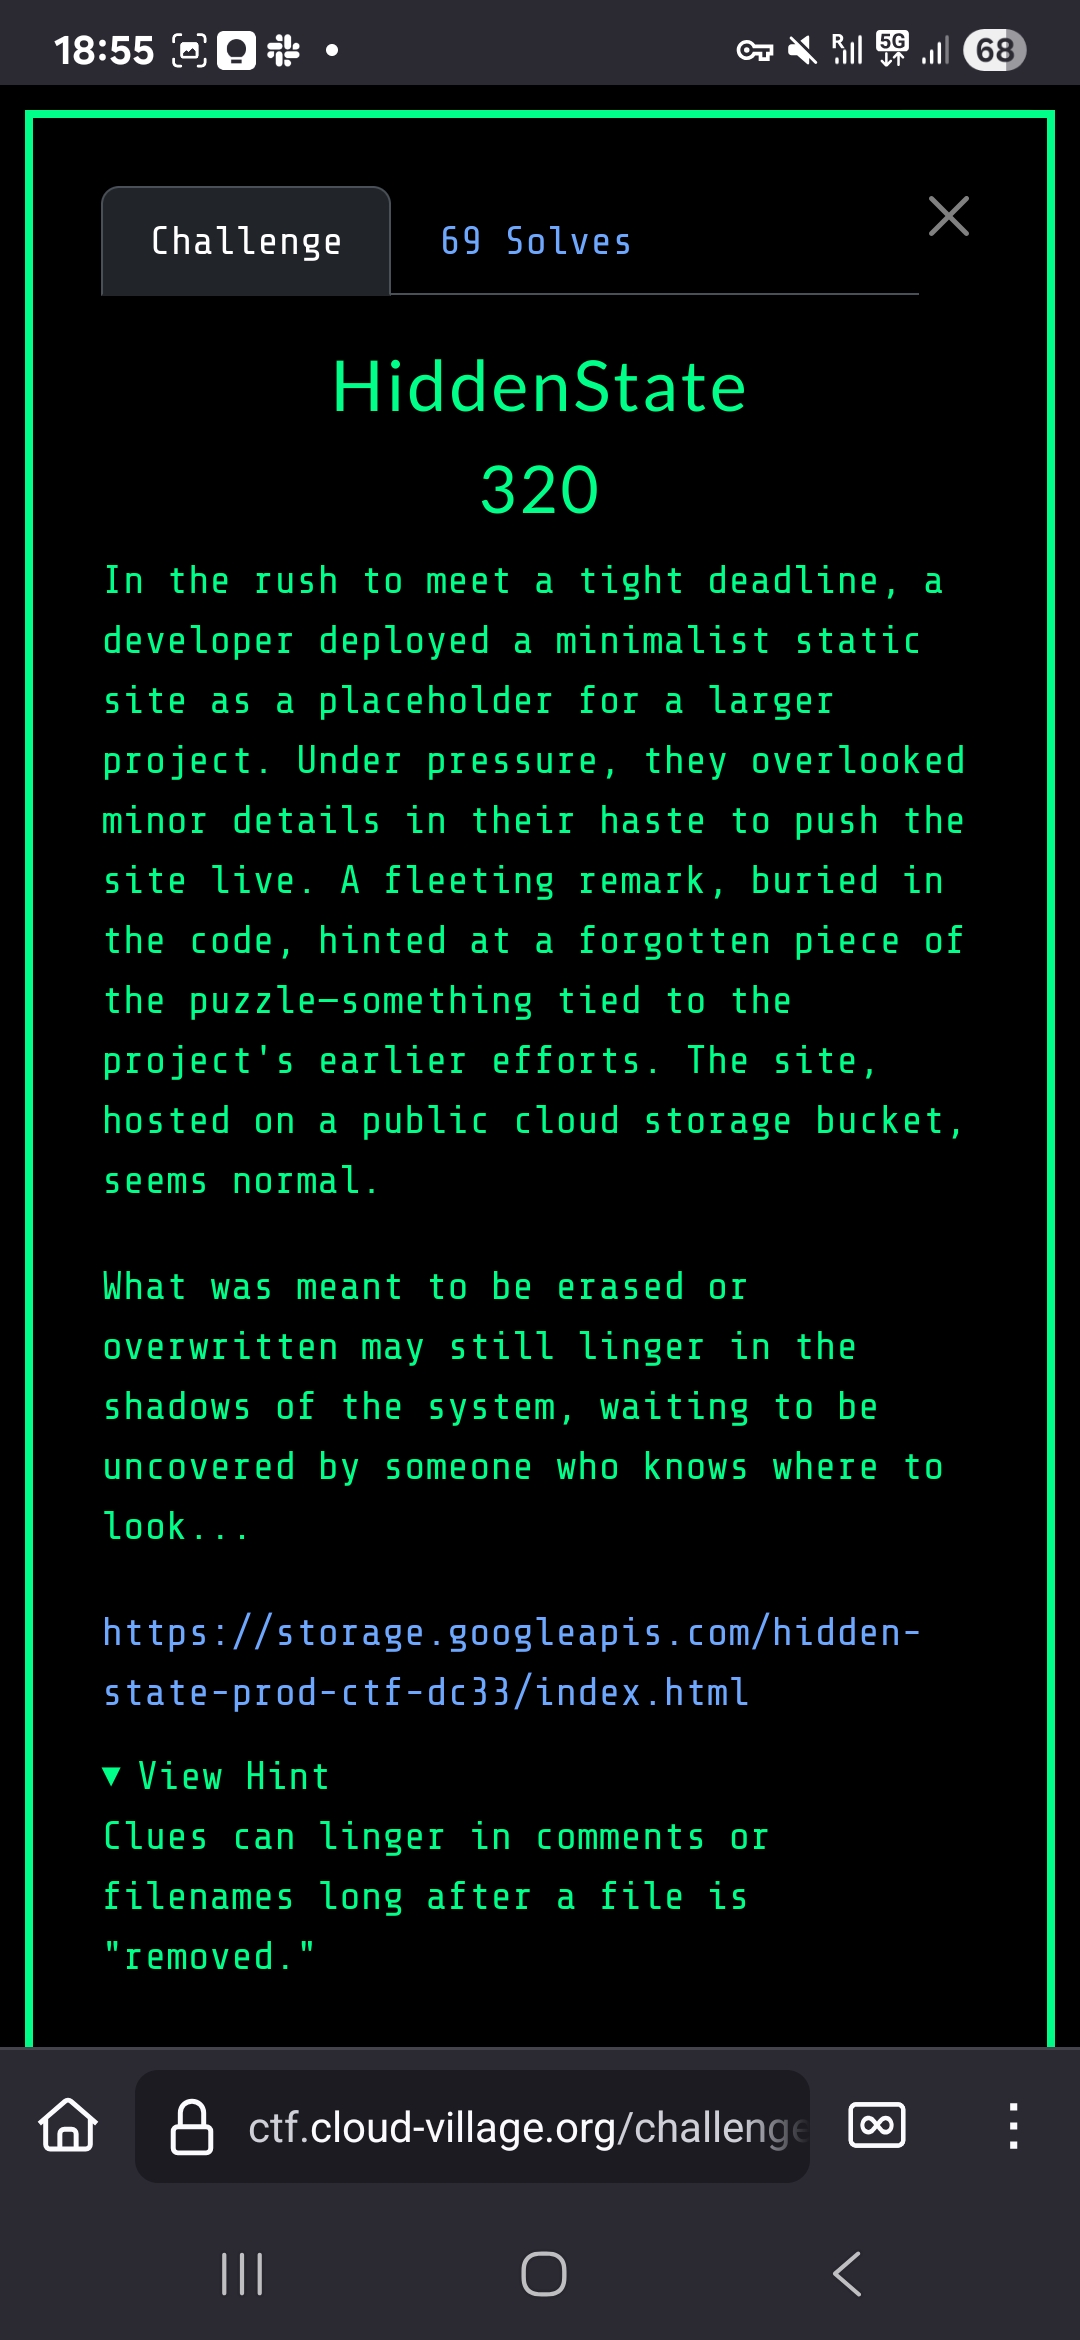 18:55
R
5G
68
Challenge
69 Solves
HiddenState
320
In the rush to meet a tight deadline, a
developer deployed a minimalist static
site as a placeholder for a larger
project. Under pressure, they overlooked
minor details in their haste to push the
site live. A fleeting remark, buried in
the code, hinted at a forgotten piece of
the puzzle—something tied to the
project's earlier efforts. The site,
hosted on a public cloud storage bucket,
seems normal.
What was meant to be erased or
overwritten may still linger in the
shadows of the system, waiting to be
uncovered by someone who knows where to
look...
https://storage.googleapis.com/hidden-
state-prod-ctf-dc33/index.html
▼ View Hint
Clues can linger in comments or
filenames long after a file is
"removed."
ctf.cloud-village.org/challenge